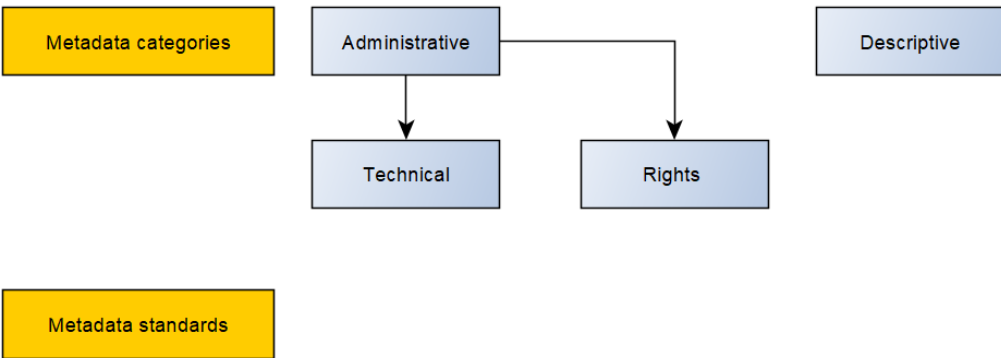 Metadata categories
Administrative
Descriptive
Technical
Rights
Metadata standards